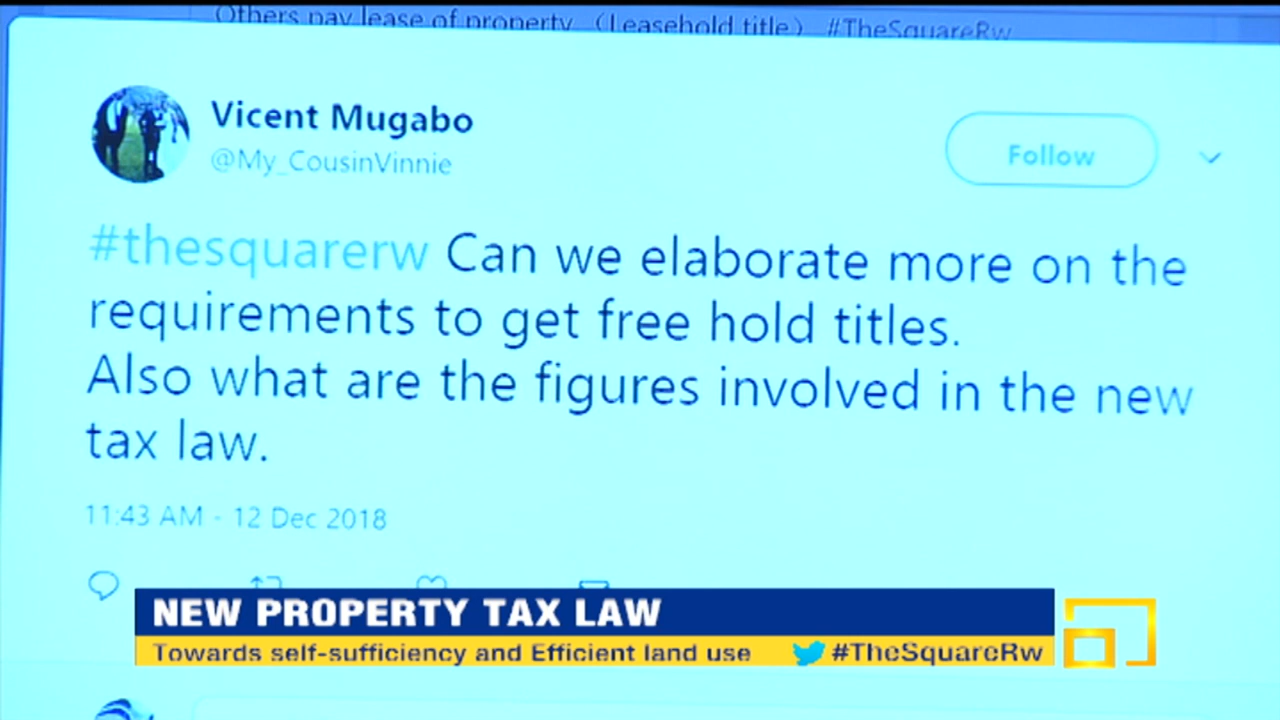 Others pay lease of property (Leasehold title) #TheSquareRw
Vicent Mugabo
@My_CousinVinnie
Follow
#thesquarerw Can we elaborate more on the
requirements to get free hold titles.
Also what are the figures involved in the new
tax law.
11:43 AM - 12 Dec 2018
NEW PROPERTY TAX LAW
Towards self-sufficiency and Efficient land use
#TheSquareRw